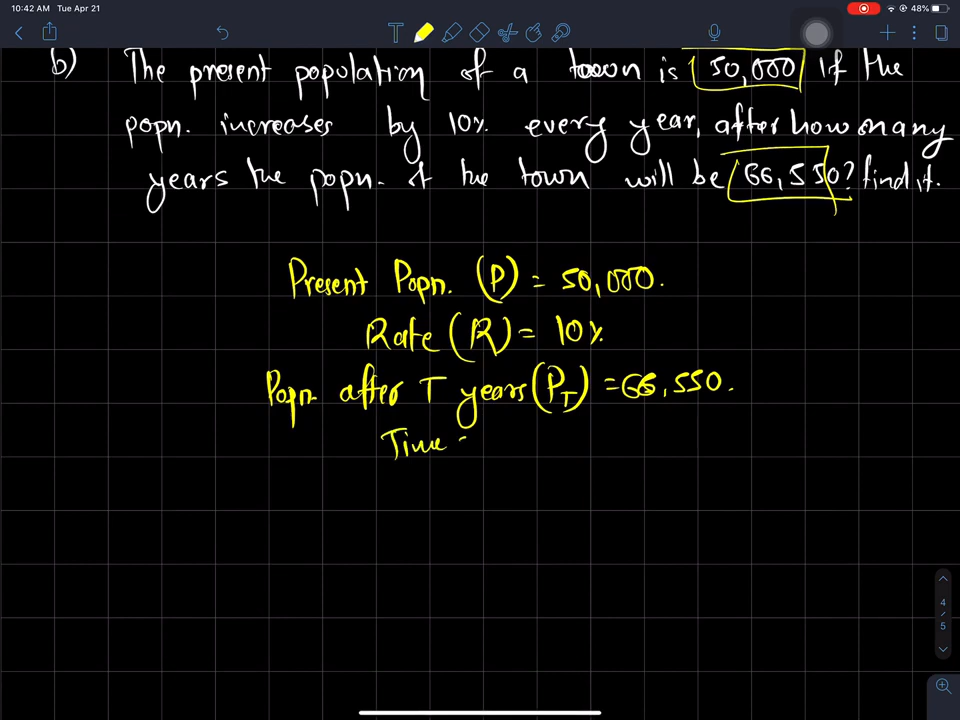 10:42 AM Tue Apr 21
48%
b) The present population of a town is 50,000 If the
popn. increases by 10% every year, after how many
years the popn. of the town will be 66,550? find it.
Present Popn. (P) = 50,000.
Rate (R) = 10%
Popn. after T years (P_T) = 66,550.
Time =
4
/
5